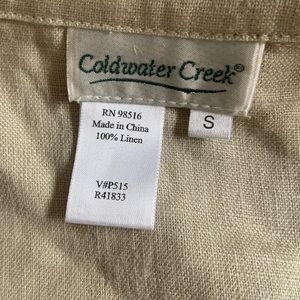 Coldwater Creek®
S
RN 98516
Made in China
100% Linen
V#P515
R41833